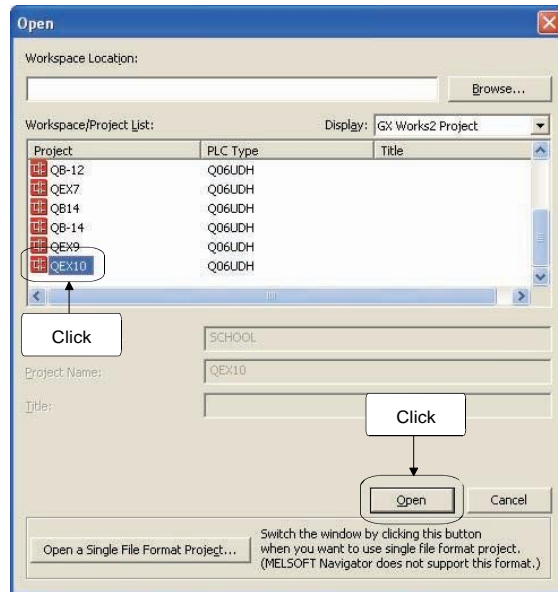 Open
Workspace Location:
Browse...
Workspace/Project List:
Display: GX Works2 Project
Project PLC Type Title
QB-12 Q06UDH
QEX7 Q06UDH
QB14 Q06UDH
QB-14 Q06UDH
QEX9 Q06UDH
QEX10 Q06UDH
Click
SCHOOL
Project Name: QEX10
Title:
Click
Open Cancel
Open a Single File Format Project...
Switch the window by clicking this button
when you want to use single file format project.
(MELSOFT Navigator does not support this format.)